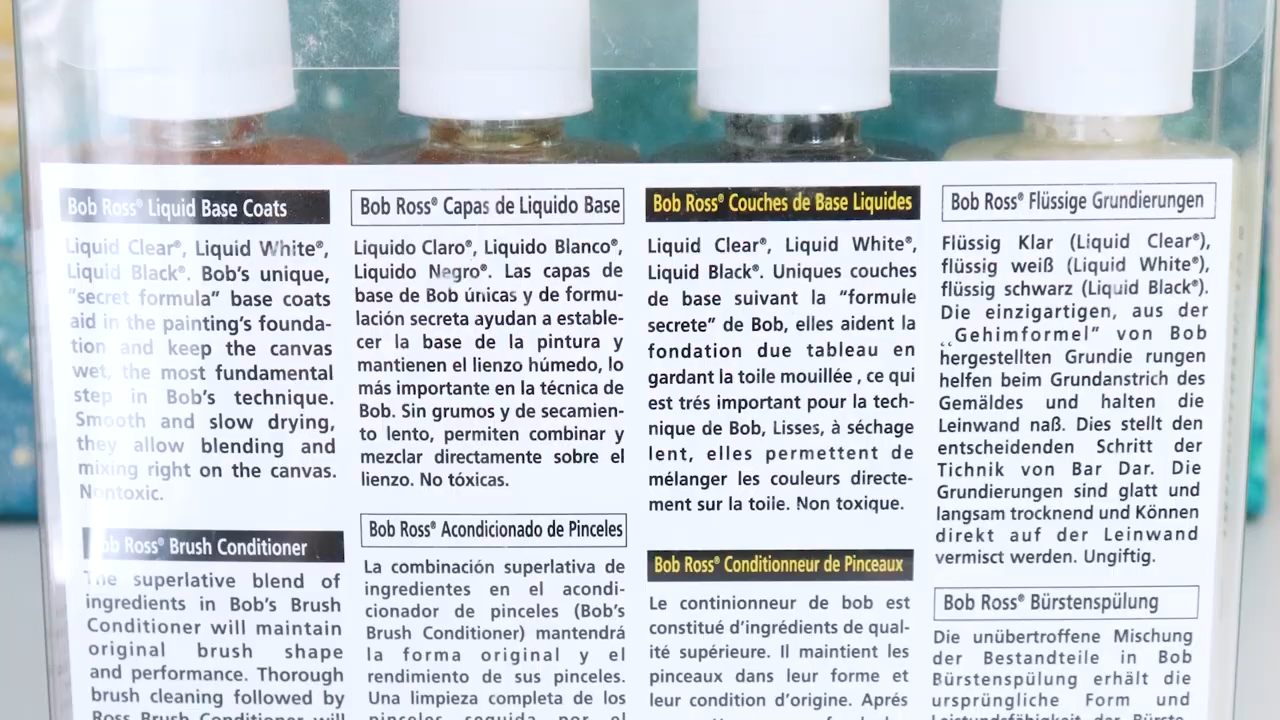 Bob Ross® Liquid Base Coats
Liquid Clear®, Liquid White®,
Liquid Black®. Bob's unique,
"secret formula" base coats
aid in the painting's founda-
tion and keep the canvas
wet, the most fundamental
step in Bob's technique.
Smooth and slow drying,
they allow blending and
mixing right on the canvas.
Nontoxic.
Bob Ross® Brush Conditioner
The superlative blend of
ingredients in Bob's Brush
Conditioner will maintain
original brush shape
and performance. Thorough
brush cleaning followed by
Ross Brush Conditioner will
Bob Ross® Capas de Liquido Base
Liquido Claro®, Liquido Blanco®,
Liquido Negro®. Las capas de
base de Bob únicas y de formu-
lación secreta ayudan a estable-
cer la base de la pintura y
mantienen el lienzo húmedo, lo
más importante en la técnica de
Bob. Sin grumos y de secamien-
to lento, permiten combinar y
mezclar directamente sobre el
lienzo. No tóxicas.
Bob Ross® Acondicionado de Pinceles
La combinación superlativa de
ingredientes en el acondi-
cionador de pinceles (Bob's
Brush Conditioner) mantendrá
la forma original y el
rendimiento de sus pinceles.
Una limpieza completa de los
pinceles seguida por el
Bob Ross® Couches de Base Liquides
Liquid Clear®, Liquid White®,
Liquid Black®. Uniques couches
de base suivant la "formule
secrete" de Bob, elles aident la
fondation due tableau en
gardant la toile mouillée , ce qui
est trés important pour la tech-
nique de Bob, Lisses, à séchage
lent, elles permettent de
mélanger les couleurs directe-
ment sur la toile. Non toxique.
Bob Ross® Conditionneur de Pinceaux
Le continionneur de bob est
constitué d'ingrédients de qual-
ité supérieure. Il maintient les
pinceaux dans leur forme et
leur condition d'origine. Aprés
Bob Ross® Flüssige Grundierungen
Flüssig Klar (Liquid Clear®),
flüssig weiß (Liquid White®),
flüssig schwarz (Liquid Black®).
Die einzigartigen, aus der
„Gehimformel" von Bob
hergestellten Grundie rungen
helfen beim Grundanstrich des
Gemäldes und halten die
Leinwand naß. Dies stellt den
entscheidenden Schritt der
Tichnik von Bar Dar. Die
Grundierungen sind glatt und
langsam trocknend und Können
direkt auf der Leinwand
vermisct werden. Ungiftig.
Bob Ross® Bürstenspülung
Die unübertroffene Mischung
der Bestandteile in Bob
Bürstenspülung erhält die
ursprüngliche Form und
Leistungsfähigkeit der Bürste